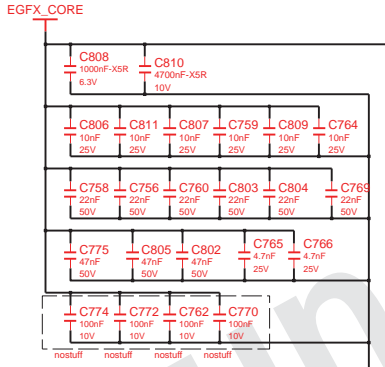 EGFX_CORE
C808 C810
1000nF-X5R 4700nF-X5R
6.3V 10V
C806 C811 C807 C759 C809 C764
10nF 10nF 10nF 10nF 10nF 10nF
25V 25V 25V 25V 25V 25V
C758 C756 C760 C803 C804 C769
22nF 22nF 22nF 22nF 22nF 22nF
50V 50V 50V 50V 50V 50V
C775 C805 C802 C765 C766
47nF 47nF 47nF 4.7nF 4.7nF
50V 50V 50V 25V 25V
C774 C772 C762 C770
100nF 100nF 100nF 100nF
10V 10V 10V 10V
nostuff nostuff nostuff nostuff